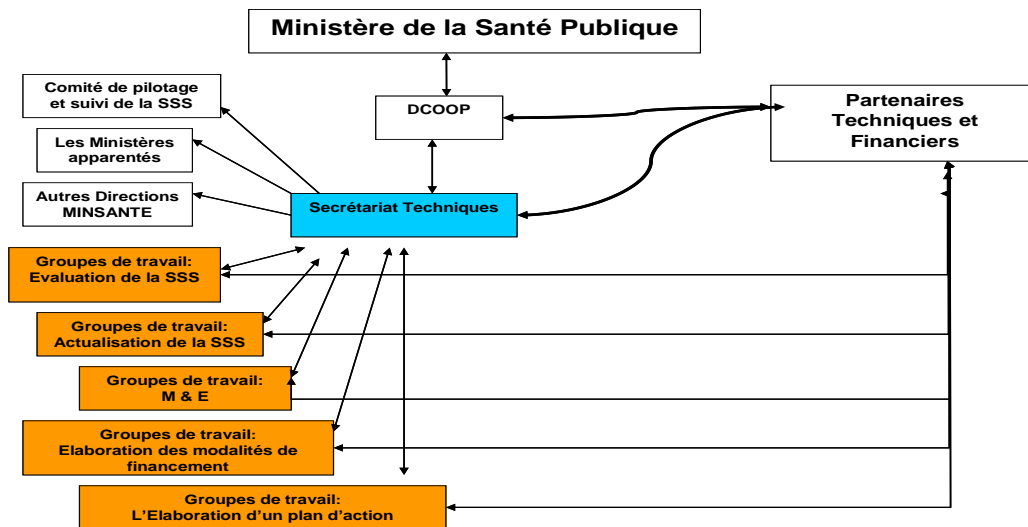 Ministère de la Santé Publique
Comité de pilotage
et suivi de la SSS
DCOOP
Partenaires
Techniques et
Financiers
Les Ministères
apparentés
Autres Directions
MINSANTE
Secrétariat Techniques
Groupes de travail:
Evaluation de la SSS
Groupes de travail:
Actualisation de la SSS
Groupes de travail:
M & E
Groupes de travail:
Elaboration des modalités de
financement
Groupes de travail:
L'Elaboration d'un plan d'action